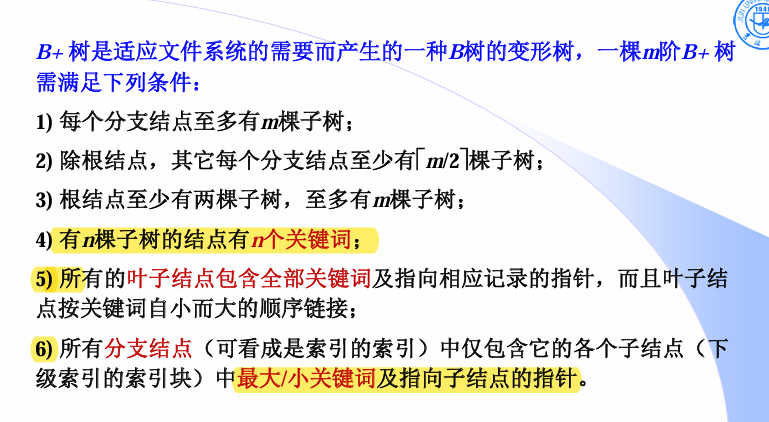 B+ 树是适应文件系统的需要而产生的一种B树的变形树，一棵m阶B+ 树
需满足下列条件：
1) 每个分支结点至多有m棵子树；
2) 除根结点，其它每个分支结点至少有⌈m/2⌉棵子树；
3) 根结点至少有两棵子树，至多有m棵子树；
4) 有n棵子树的结点有n个关键词；
5) 所有的叶子结点包含全部关键词及指向相应记录的指针，而且叶子结
点按关键词自小而大的顺序链接；
6) 所有分支结点（可看成是索引的索引）中仅包含它的各个子结点（下
级索引的索引块）中最大/小关键词及指向子结点的指针。